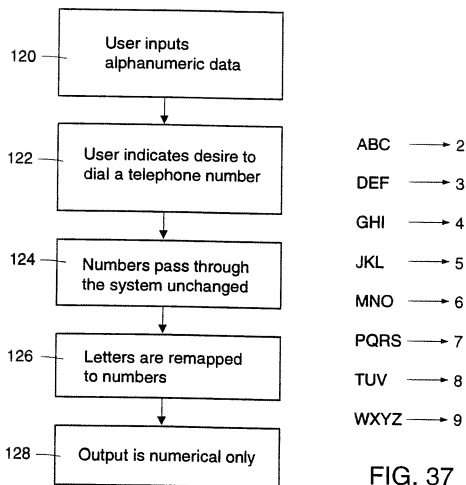 120
User inputs
alphanumeric data
122
User indicates desire to
dial a telephone number
124
Numbers pass through
the system unchanged
126
Letters are remapped
to numbers
128
Output is numerical only
ABC → 2
DEF → 3
GHI → 4
JKL → 5
MNO → 6
PQRS → 7
TUV → 8
WXYZ → 9
FIG. 37